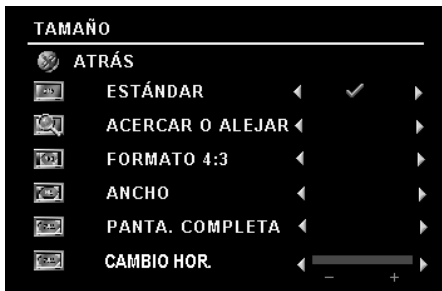 TAMAÑO
ATRÁS
ESTÁNDAR
ACERCAR O ALEJAR
FORMATO 4:3
ANCHO
PANTA. COMPLETA
CAMBIO HOR.
- +